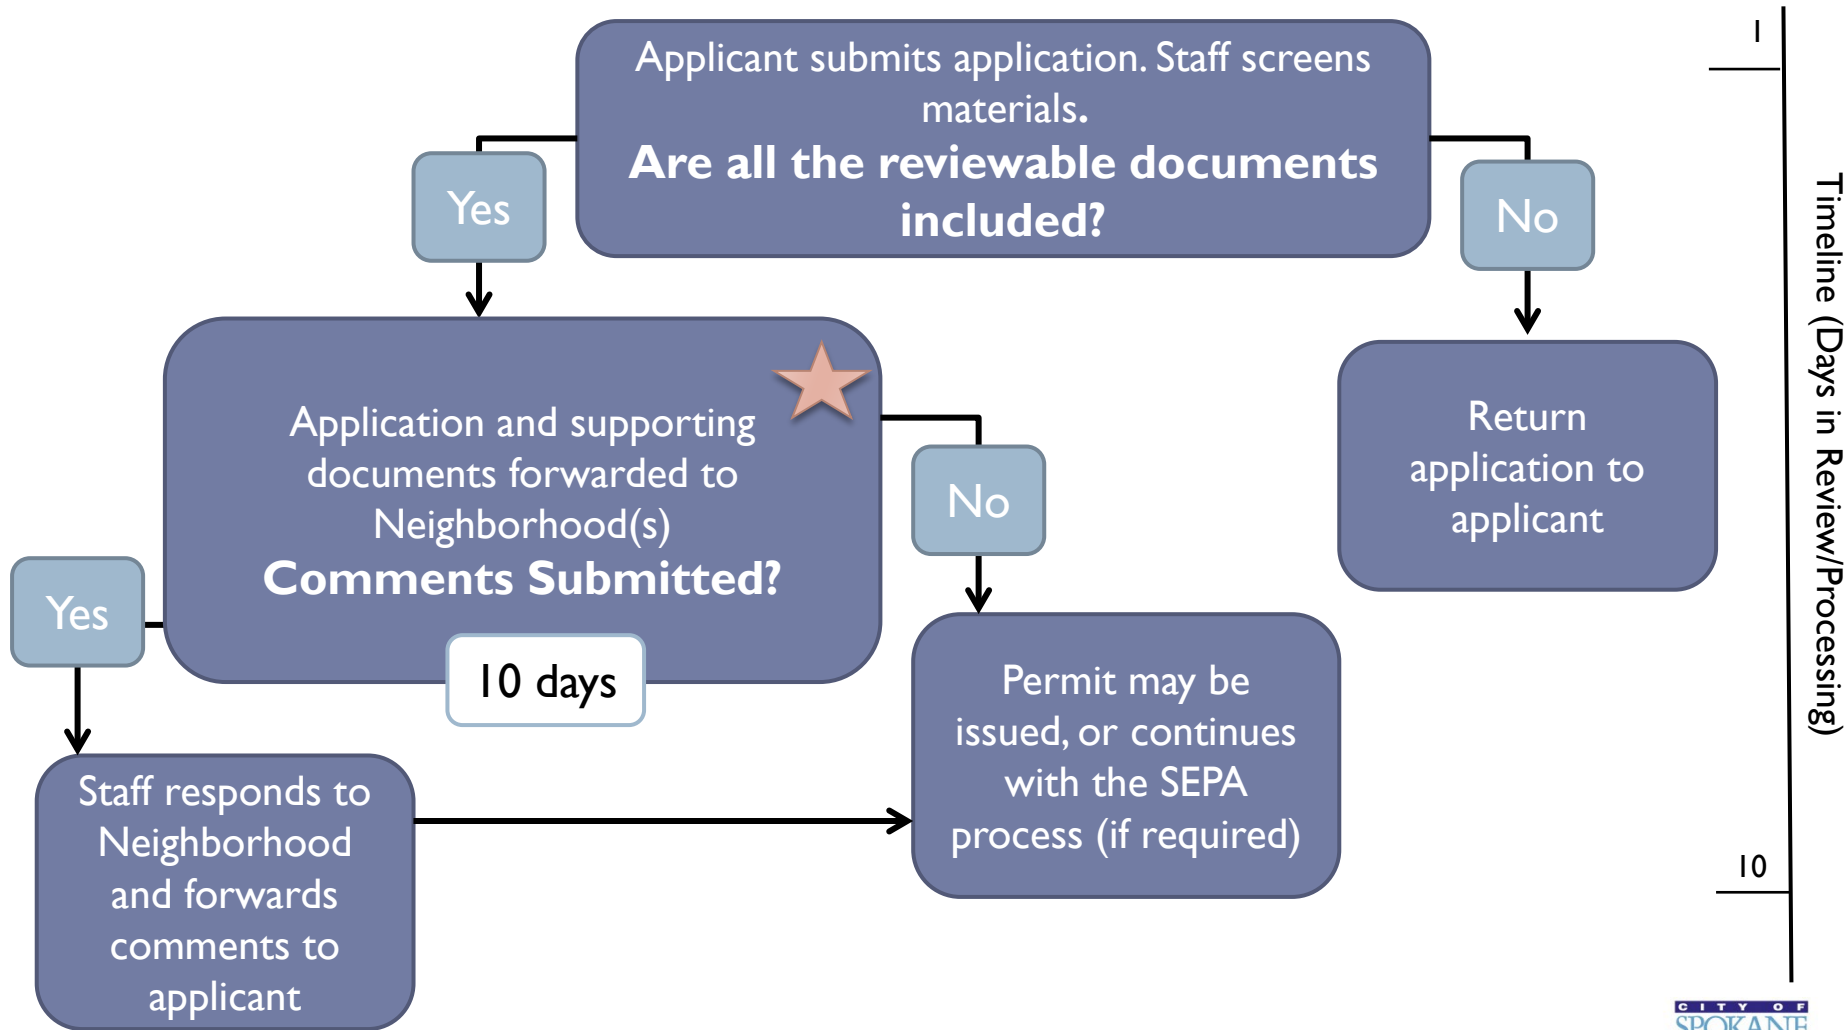 Applicant submits application. Staff screens
materials.
Are all the reviewable documents
included?
Yes
No
Application and supporting
documents forwarded to
Neighborhood(s)
Comments Submitted?
10 days
Yes
No
Return
application to
applicant
Permit may be
issued, or continues
with the SEPA
process (if required)
Staff responds to
Neighborhood
and forwards
comments to
applicant
1
10
Timeline (Days in Review/Processing)
CITY OF
SPOKANE